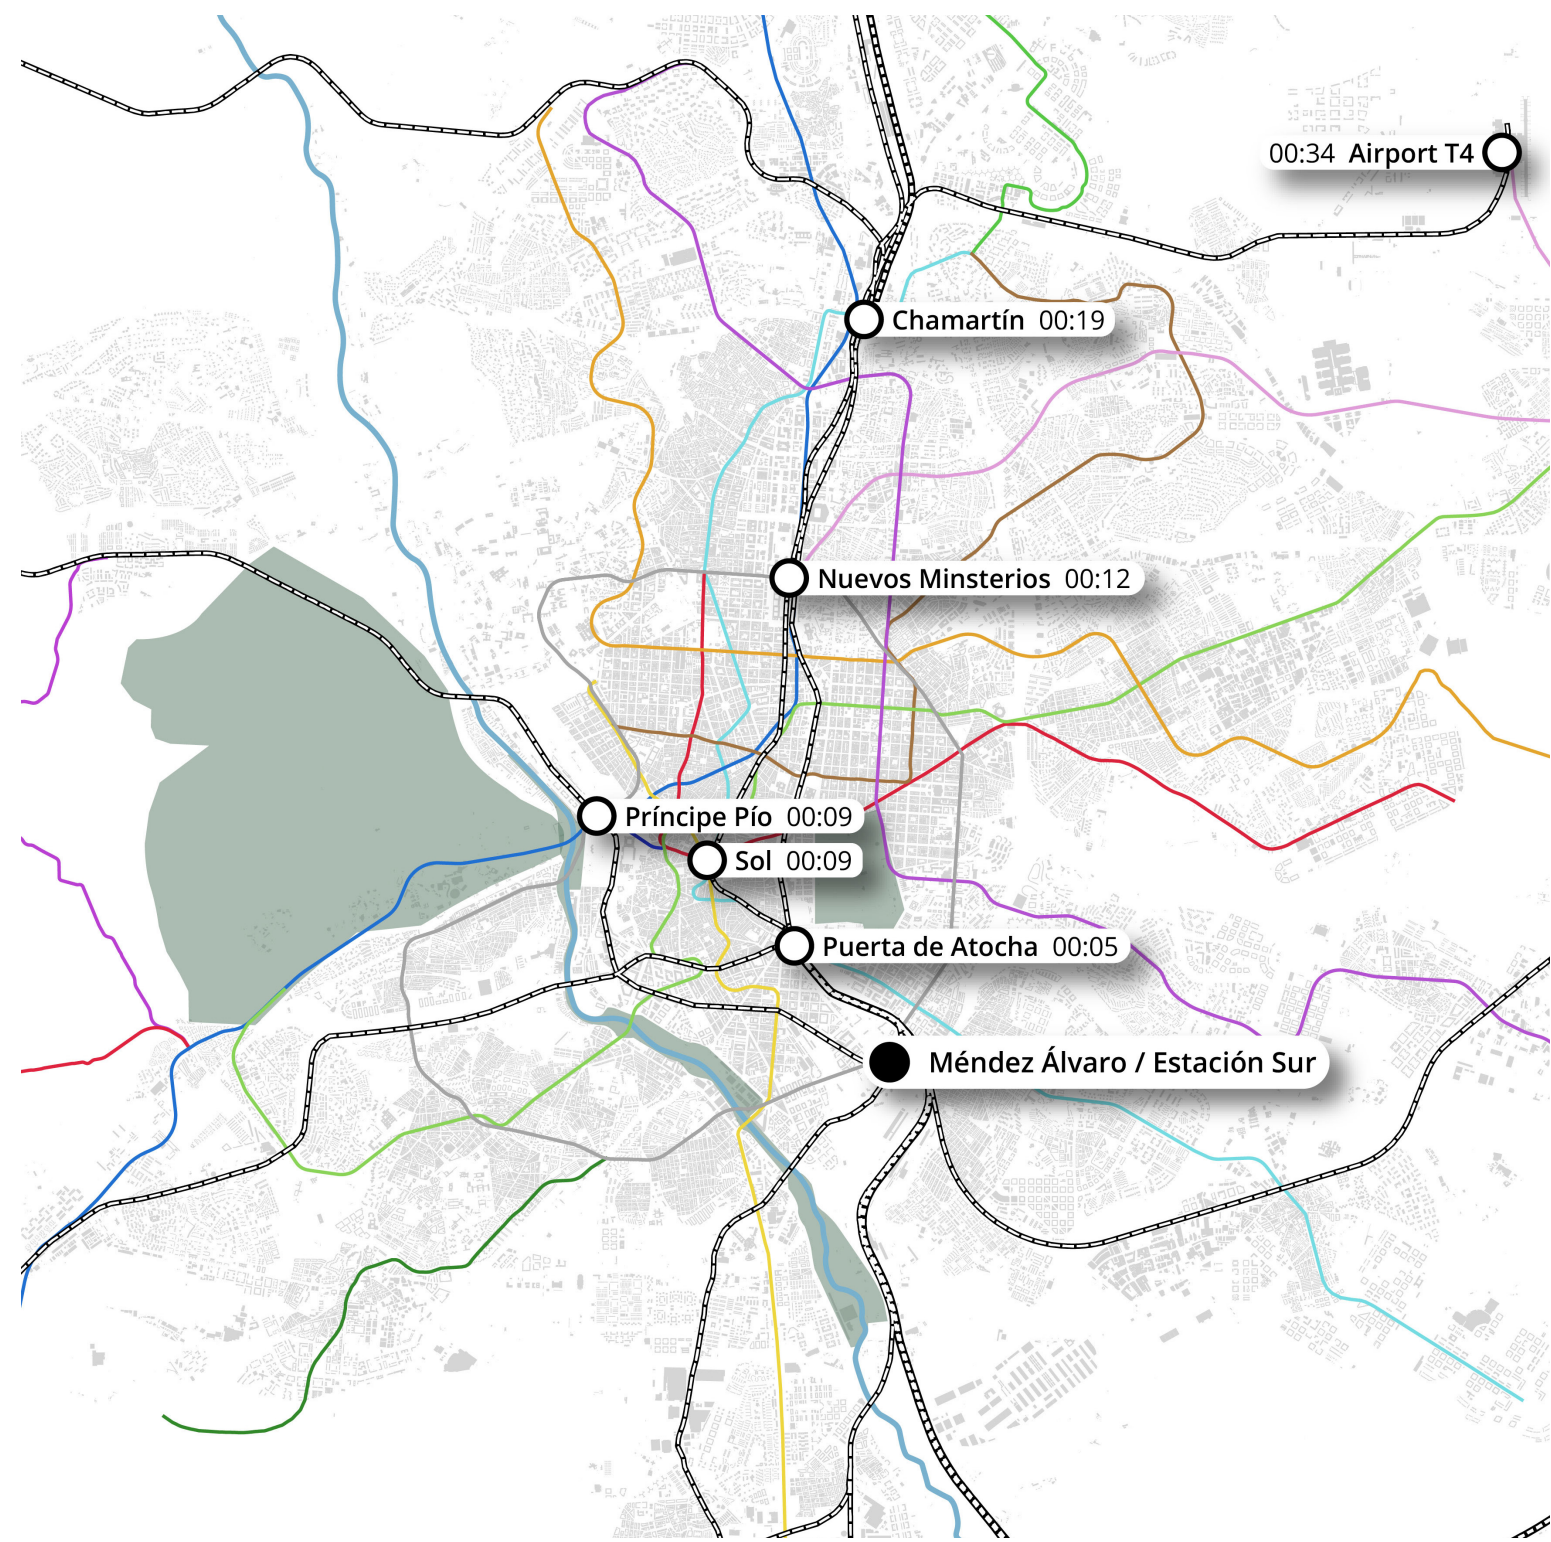 00:34 Airport T4
Chamartín 00:19
Nuevos Minsterios 00:12
Príncipe Pío 00:09
Sol 00:09
Puerta de Atocha 00:05
Méndez Álvaro / Estación Sur